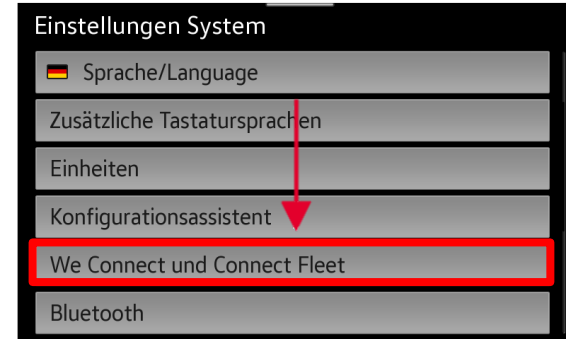 Einstellungen System
Sprache/Language
Zusätzliche Tastatursprachen
Einheiten
Konfigurationsassistent
We Connect und Connect Fleet
Bluetooth